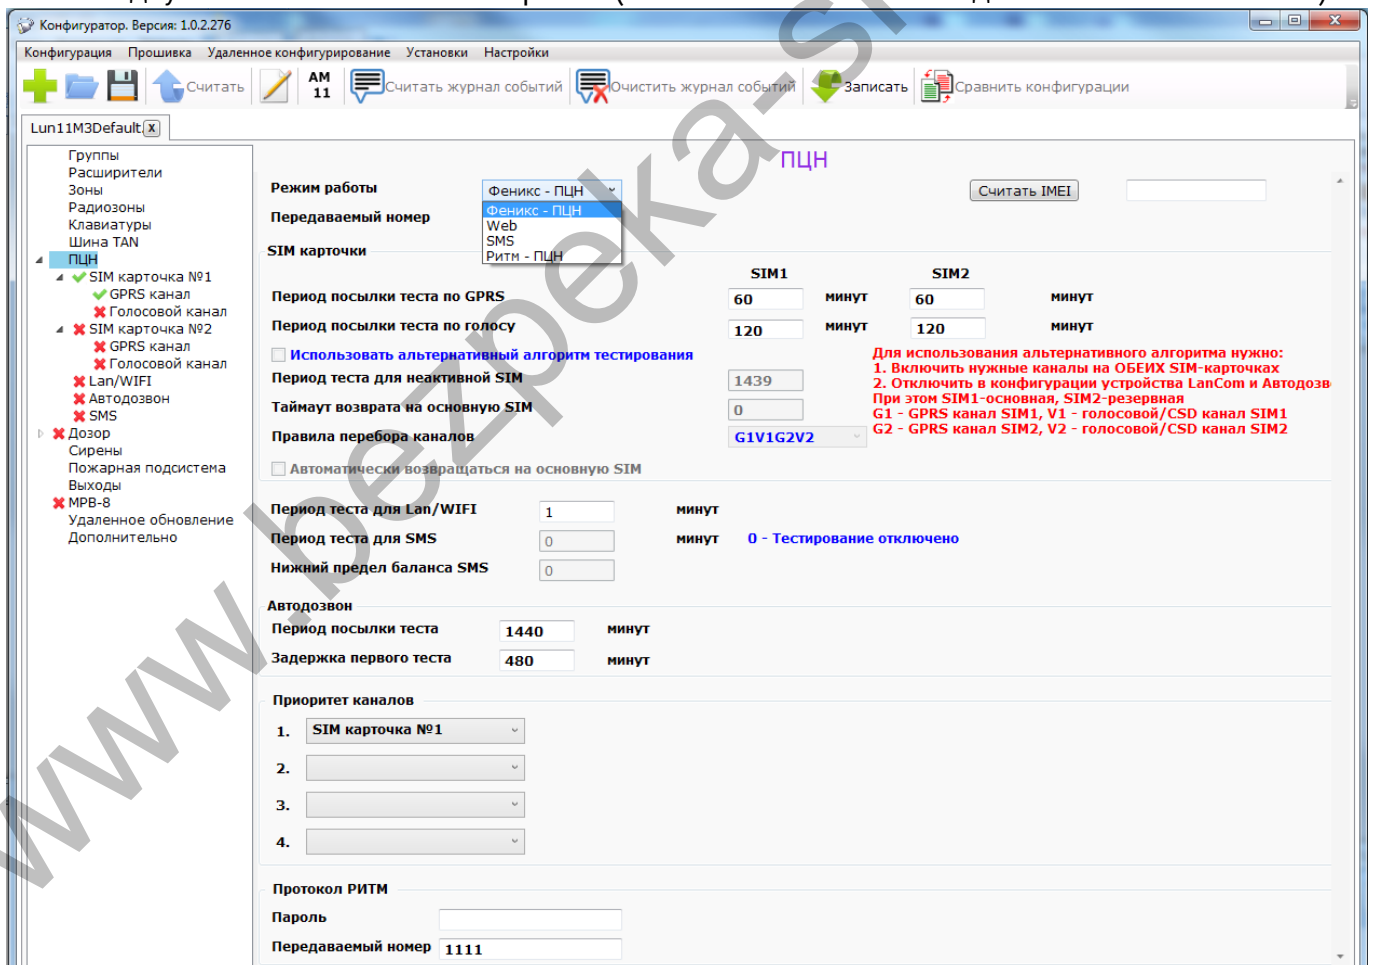 Конфигуратор. Версия: 1.0.2.276
Конфигурация Прошивка Удаленное конфигурирование Установки Настройки
Считать AM 11 Считать журнал событий Очистить журнал событий Записать Сравнить конфигурации
Lun11M3Default x
Группы
Расширители
Зоны
Радиозоны
Клавиатуры
Шина TAN
ПЦН
SIM карточка №1
GPRS канал
Голосовой канал
SIM карточка №2
GPRS канал
Голосовой канал
Lan/WIFI
Автодозвон
SMS
Дозор
Сирены
Пожарная подсистема
Выходы
МРВ-8
Удаленное обновление
Дополнительно
ПЦН
Режим работы Феникс - ПЦН Считать IMEI
Феникс - ПЦН
Web
SMS
Ритм - ПЦН
Передаваемый номер
SIM карточки
SIM1 SIM2
Период посылки теста по GPRS 60 минут 60 минут
Период посылки теста по голосу 120 минут 120 минут
Использовать альтернативный алгоритм тестирования
Для использования альтернативного алгоритма нужно:
1. Включить нужные каналы на ОБЕИХ SIM-карточках
2. Отключить в конфигурации устройства LanCom и Автодозв
При этом SIM1-основная, SIM2-резервная
G1 - GPRS канал SIM1, V1 - голосовой/CSD канал SIM1
G2 - GPRS канал SIM2, V2 - голосовой/CSD канал SIM2
Период теста для неактивной SIM 1439
Таймаут возврата на основную SIM 0
Правила перебора каналов G1V1G2V2
Автоматически возвращаться на основную SIM
Период теста для Lan/WIFI 1 минут
Период теста для SMS 0 минут 0 - Тестирование отключено
Нижний предел баланса SMS 0
Автодозвон
Период посылки теста 1440 минут
Задержка первого теста 480 минут
Приоритет каналов
1. SIM карточка №1
2.
3.
4.
Протокол РИТМ
Пароль
Передаваемый номер 1111